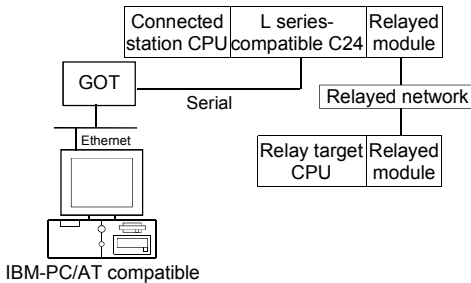 Connected station CPU
L series-compatible C24
Relayed module
GOT
Serial
Relayed network
Ethernet
Relay target CPU
Relayed module
IBM-PC/AT compatible